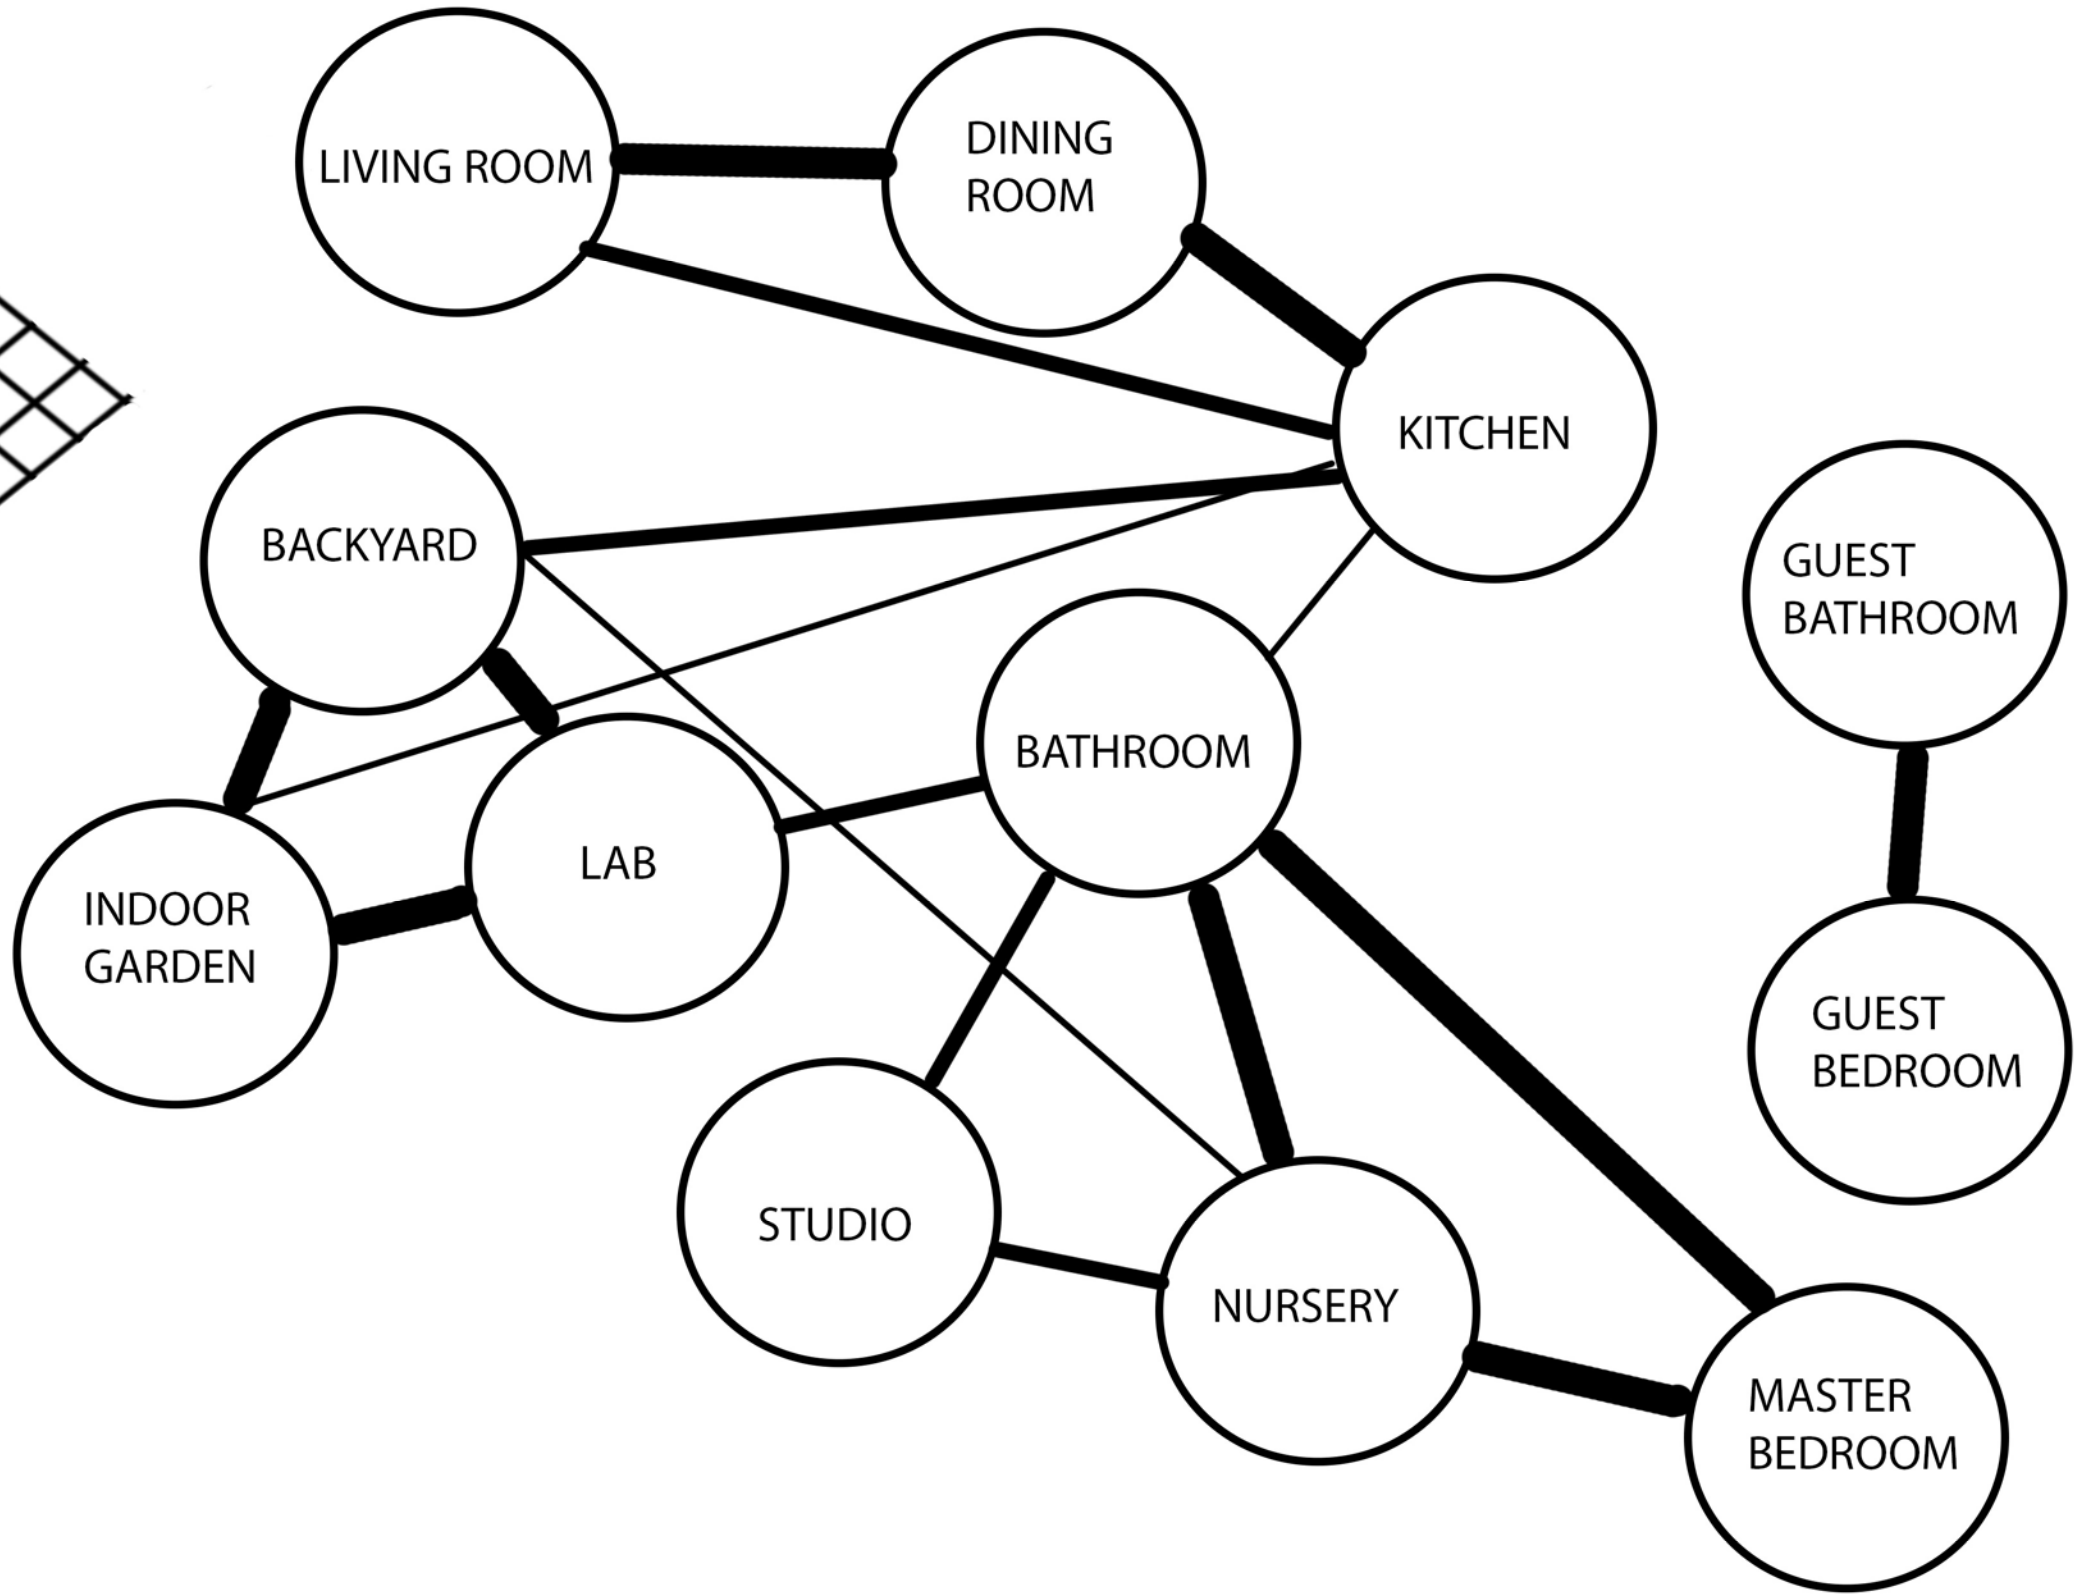 LIVING ROOM
DINING
ROOM
KITCHEN
BACKYARD
GUEST
BATHROOM
BATHROOM
LAB
INDOOR
GARDEN
GUEST
BEDROOM
STUDIO
NURSERY
MASTER
BEDROOM